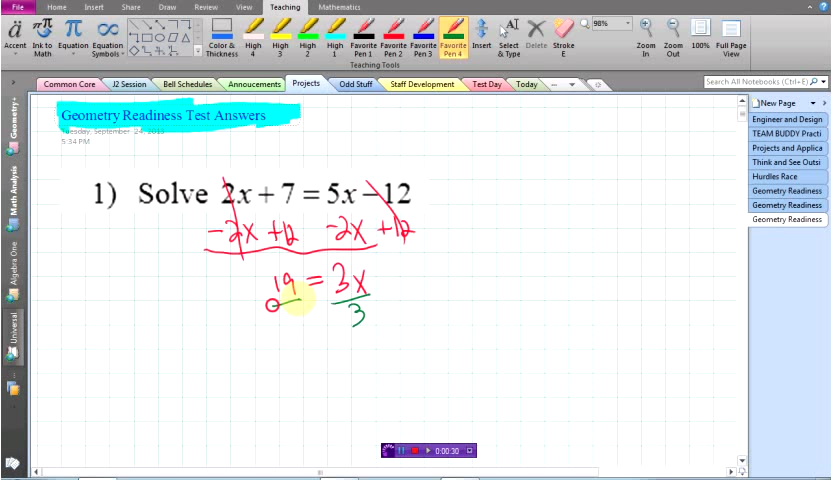 File Home Insert Share Draw Review View Teaching Mathematics
Accent Ink to Math Equation Equation Symbols Color & Thickness High 4 High 3 High 2 High 1 Favorite Pen 1 Favorite Pen 2 Favorite Pen 3 Favorite Pen 4 Insert Select & Type Delete Stroke E 98% Zoom In Zoom Out 100% Full Page View
Teaching Tools
Common Core J2 Session Bell Schedules Annoucements Projects Odd Stuff Staff Development Test Day Today Search All Notebooks (Ctrl+E)
Geometry Readiness Test Answers
Tuesday, September 24, 2013
5:34 PM
1) Solve 2x + 7 = 5x − 12
−2x +12 −2x +12
19 = 3x
3
0:00:30
New Page
Engineer and Design
TEAM BUDDY Practi
Projects and Applica
Think and See Outsi
Hurdles Race
Geometry Readiness
Geometry Readiness
Geometry Readiness
Geometry
Math Analysis
Algebra One
Universal